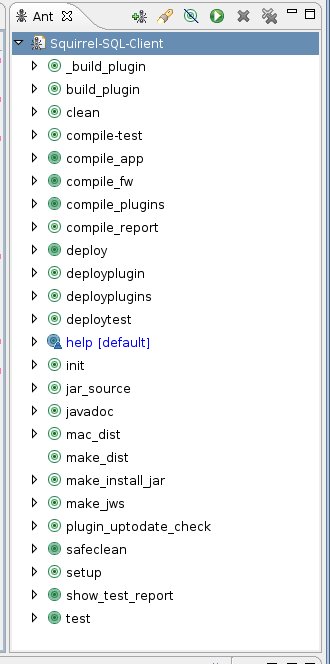 Ant
Squirrel-SQL-Client
_build_plugin
build_plugin
clean
compile-test
compile_app
compile_fw
compile_plugins
compile_report
deploy
deployplugin
deployplugins
deploytest
help [default]
init
jar_source
javadoc
mac_dist
make_dist
make_install_jar
make_jws
plugin_uptodate_check
safeclean
setup
show_test_report
test